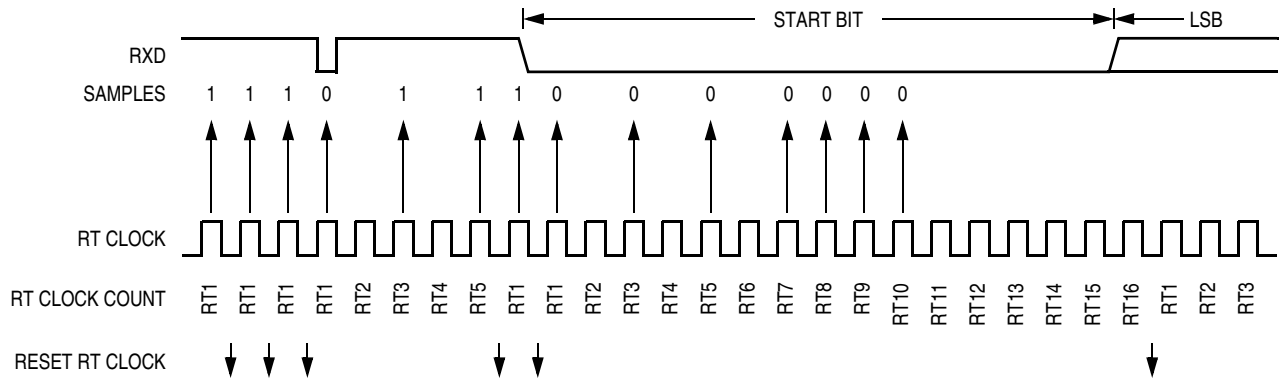 START BIT LSB
RXD
SAMPLES 1 1 1 0 1 1 1 0 0 0 0 0 0 0
RT CLOCK
RT CLOCK COUNT RT1 RT1 RT1 RT1 RT2 RT3 RT4 RT5 RT1 RT1 RT2 RT3 RT4 RT5 RT6 RT7 RT8 RT9 RT10 RT11 RT12 RT13 RT14 RT15 RT16 RT1 RT2 RT3
RESET RT CLOCK